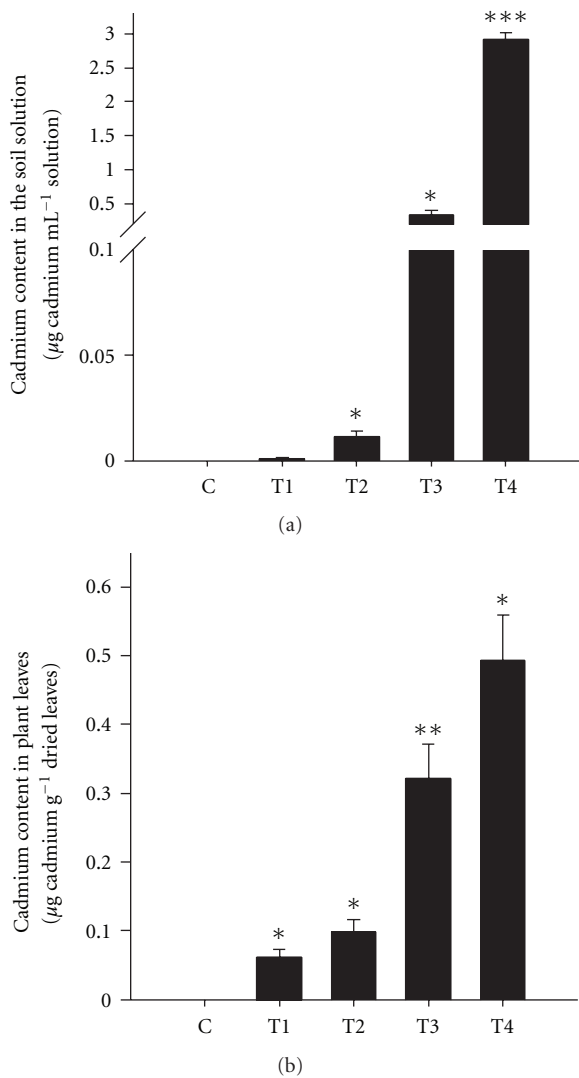 Cadmium content in the soil solution
(μg cadmium mL⁻¹ solution)
3
2.5
2
1.5
1
0.5
0.1
0.05
0
*
*
***
C T1 T2 T3 T4
(a)
Cadmium content in plant leaves
(μg cadmium g⁻¹ dried leaves)
0.6
0.5
0.4
0.3
0.2
0.1
0
*
*
**
*
C T1 T2 T3 T4
(b)